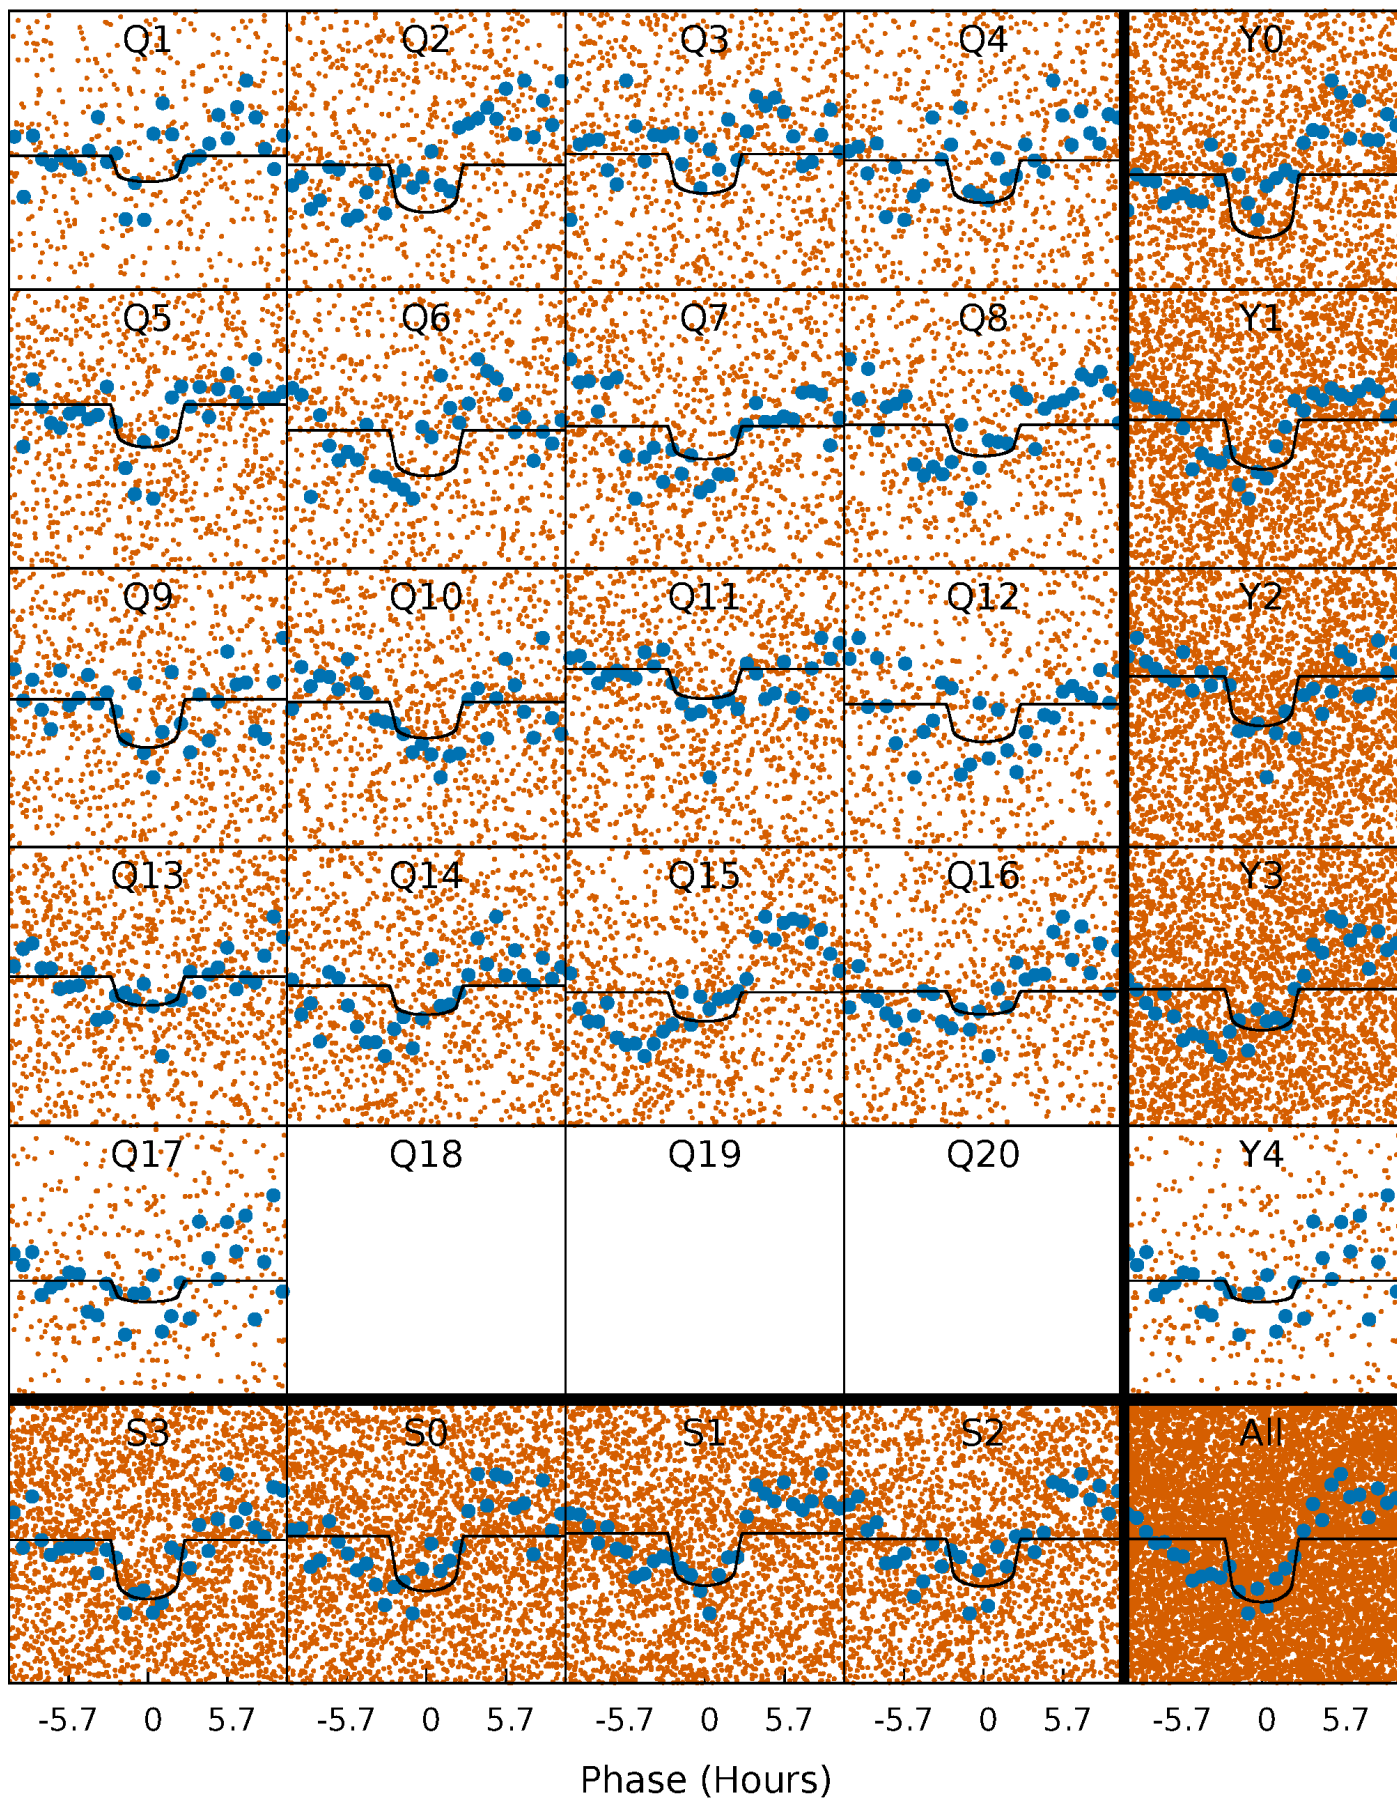 Q1 Q2 Q3 Q4 Y0
Q5 Q6 Q7 Q8 Y1
Q9 Q10 Q11 Q12 Y2
Q13 Q14 Q15 Q16 Y3
Q17 Q18 Q19 Q20 Y4
S3 S0 S1 S2 All
-5.7 0 5.7 -5.7 0 5.7 -5.7 0 5.7 -5.7 0 5.7 -5.7 0 5.7
Phase (Hours)